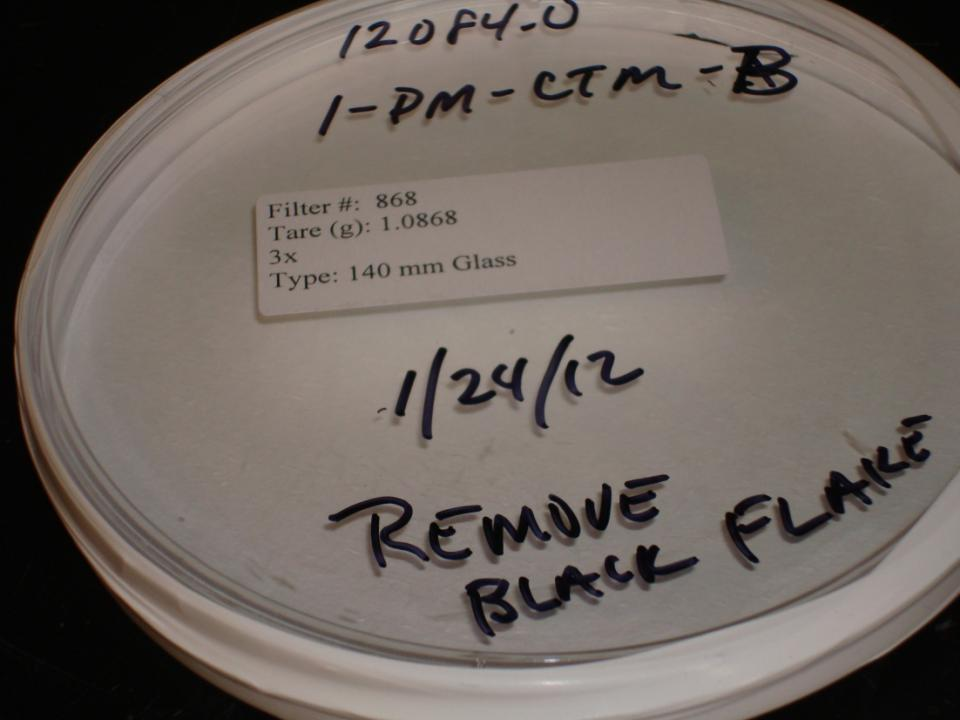 12084.0
1-PM-CTM-B
Filter #: 868
Tare (g): 1.0868
3x
Type: 140 mm Glass
1/24/12
REMOVE
BLACK FLAKE